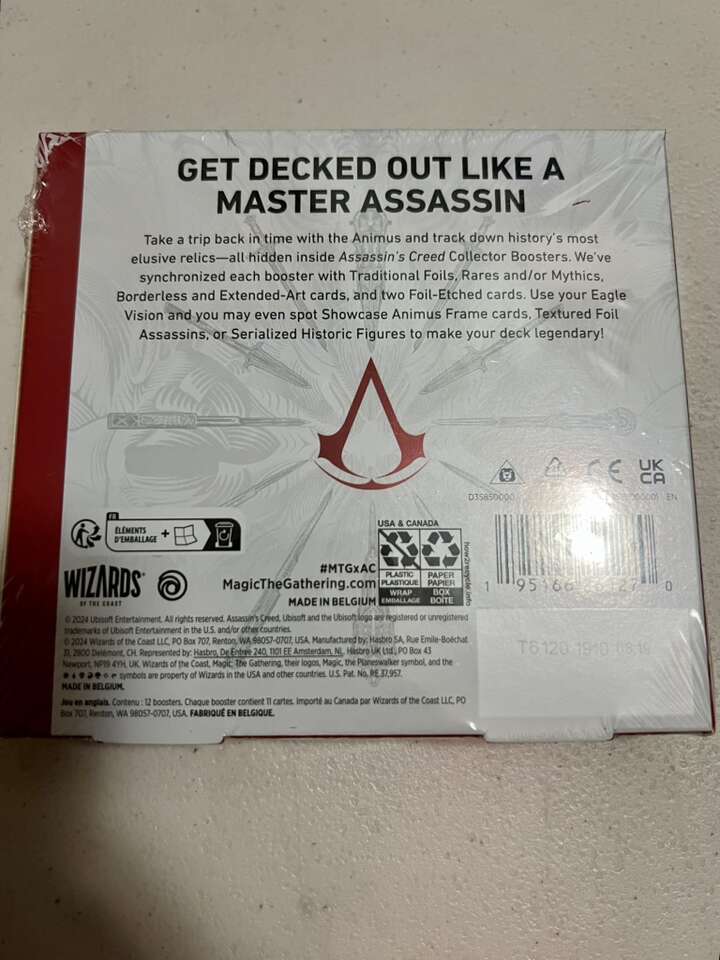 GET DECKED OUT LIKE A
MASTER ASSASSIN
Take a trip back in time with the Animus and track down history's most
elusive relics—all hidden inside Assassin's Creed Collector Boosters. We've
synchronized each booster with Traditional Foils, Rares and/or Mythics,
Borderless and Extended-Art cards, and two Foil-Etched cards. Use your Eagle
Vision and you may even spot Showcase Animus Frame cards, Textured Foil
Assassins, or Serialized Historic Figures to make your deck legendary!
CE
UK
CA
D35850000
EN
FR
ÉLÉMENTS
D'EMBALLAGE
+
USA & CANADA
PLASTIC
PLASTIQUE
WRAP
EMBALLAGE
PAPER
PAPIER
BOX
BOÎTE
how2recycle.info
WIZARDS
OF THE COAST
#MTGxAC
MagicTheGathering.com
MADE IN BELGIUM
© 2024 Ubisoft Entertainment. All rights reserved. Assassin's Creed, Ubisoft and the Ubisoft logo are registered or unregistered
trademarks of Ubisoft Entertainment in the U.S. and/or other countries.
© 2024 Wizards of the Coast LLC, PO Box 707, Renton, WA 98057-0707, USA. Manufactured by: Hasbro SA, Rue Emile-Boéchat
31, 2800 Delémont, CH. Represented by: Hasbro, De Entrée 240, 1101 EE Amsterdam, NL. Hasbro UK Ltd., PO Box 43
Newport, NP19 4YH, UK. Wizards of the Coast, Magic: The Gathering, their logos, Magic, the Planeswalker symbol, and the
symbols are property of Wizards in the USA and other countries. U.S. Pat. No. RE 37,957.
MADE IN BELGIUM.
Jeu en anglais. Contenu : 12 boosters. Chaque booster contient 11 cartes. Importé au Canada par Wizards of the Coast LLC, PO
Box 707, Renton, WA 98057-0707, USA. FABRIQUÉ EN BELGIQUE.